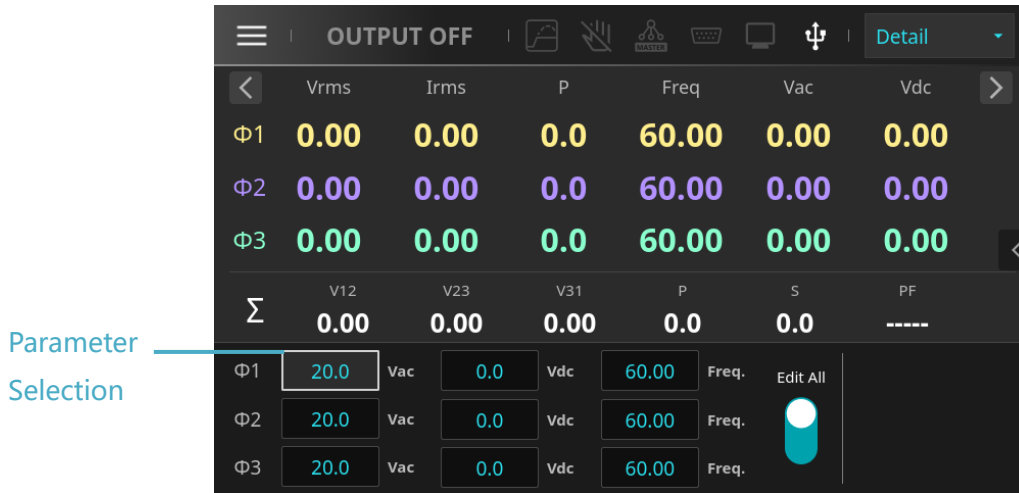 OUTPUT OFF MASTER Detail
Vrms Irms P Freq Vac Vdc
Φ1 0.00 0.00 0.0 60.00 0.00 0.00
Φ2 0.00 0.00 0.0 60.00 0.00 0.00
Φ3 0.00 0.00 0.0 60.00 0.00 0.00
V12 V23 V31 P S PF
Σ 0.00 0.00 0.00 0.0 0.0 -----
Parameter
Selection
Φ1 20.0 Vac 0.0 Vdc 60.00 Freq. Edit All
Φ2 20.0 Vac 0.0 Vdc 60.00 Freq.
Φ3 20.0 Vac 0.0 Vdc 60.00 Freq.